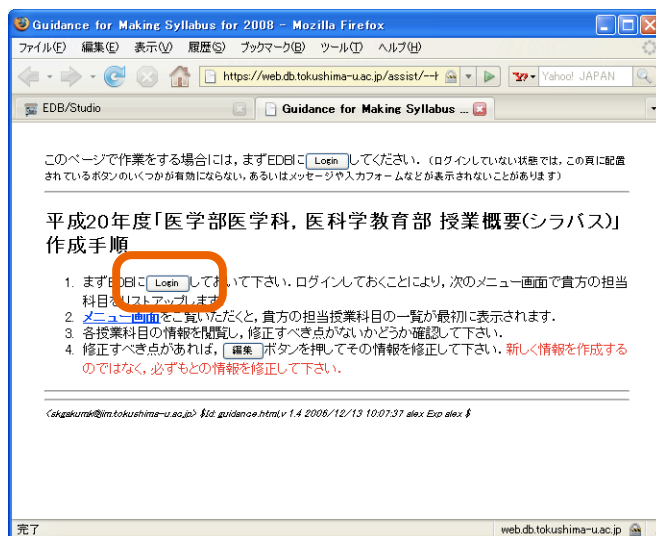 Guidance for Making Syllabus for 2008 - Mozilla Firefox
ファイル(F) 編集(E) 表示(V) 履歴(S) ブックマーク(B) ツール(T) ヘルプ(H)
https://web.db.tokushima-u.ac.jp/assist/ Yahoo! JAPAN
EDB/Studio Guidance for Making Syllabus ...
このページで作業をする場合には，まずEDBに Login してください．（ログインしていない状態では，この頁に配置
されているボタンのいくつかが有効にならない，あるいはメッセージや入力フォームなどが表示されないことがあります）
平成20年度「医学部医学科，医科学教育部 授業概要(シラバス)」
作成手順
1. まずEDBに Login しておいて下さい．ログインしておくことにより，次のメニュー画面で貴方の担当
科目をリストアップします
2. メニュー画面をご覧いただくと，貴方の担当授業科目の一覧が最初に表示されます．
3. 各授業科目の情報を閲覧し，修正すべき点がないかどうか確認して下さい．
4. 修正すべき点があれば， 編集 ボタンを押してその情報を修正して下さい．新しく情報を作成する
のではなく，必ずもとの情報を修正して下さい．
$Id: guidance.html,v 1.4 2006/12/13 10:07:37 alex Exp alex $
完了 web.db.tokushima-u.ac.jp